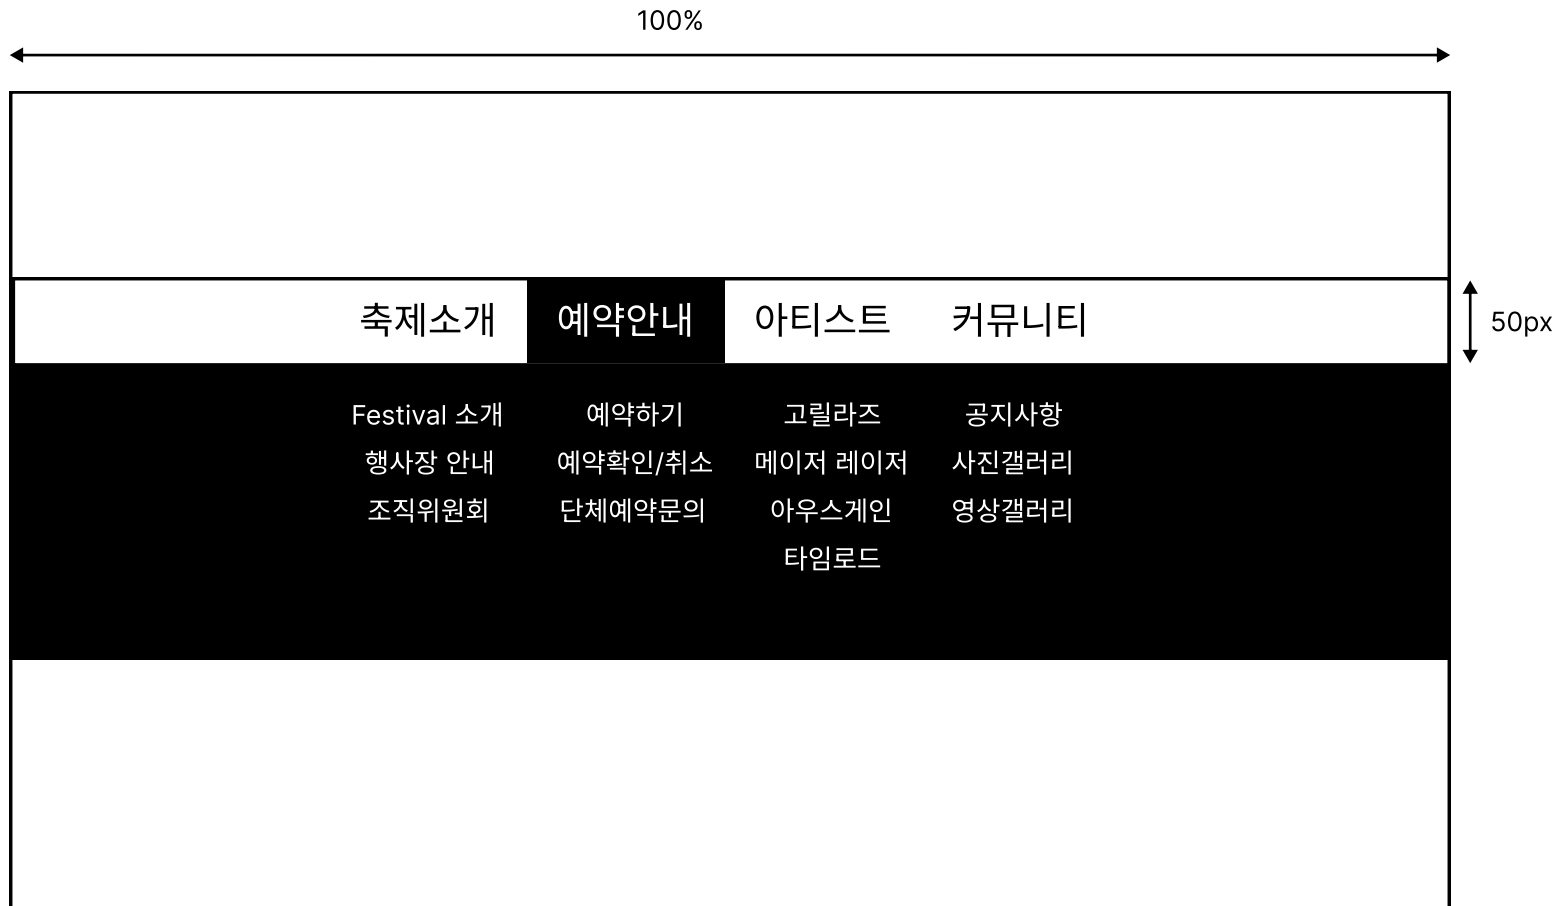 100%
축제소개 예약안내 아티스트 커뮤니티
50px
Festival 소개 예약하기 고릴라즈 공지사항
행사장 안내 예약확인/취소 메이저 레이저 사진갤러리
조직위원회 단체예약문의 아우스게인 영상갤러리
타임로드